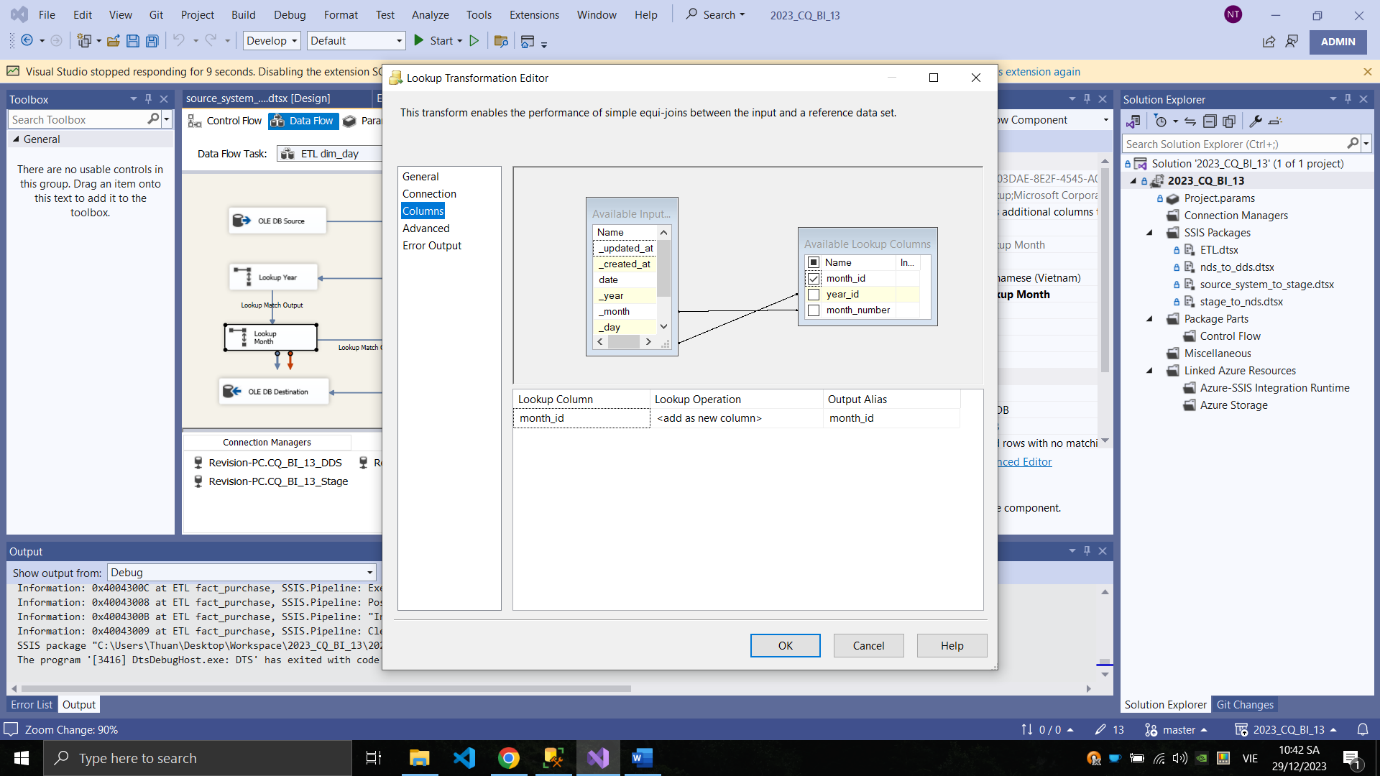 File Edit View Git Project Build Debug Format Test Analyze Tools Extensions Window Help Search 2023_CQ_BI_13 NT
Develop Default Start ADMIN
Visual Studio stopped responding for 9 seconds. Disabling the extension
s extension again
Toolbox
Search Toolbox
General
There are no usable controls in
this group. Drag an item onto
this text to add it to the
toolbox.
source_system_....dtsx [Design]
Control Flow Data Flow Para
Data Flow Task: ETL dim_day
OLE DB Source
Lookup Year
Lookup Match Output
Lookup
Month
Lookup Match
OLE DB Destination
Connection Managers
Revision-PC.CQ_BI_13_DDS
Revision-PC.CQ_BI_13_Stage
Lookup Transformation Editor
This transform enables the performance of simple equi-joins between the input and a reference data set.
General
Connection
Columns
Advanced
Error Output
Available Input...
Name
_updated_at
_created_at
date
_year
_month
_day
Available Lookup Columns
Name In...
month_id
year_id
month_number
Lookup Column Lookup Operation Output Alias
month_id <add as new column> month_id
OK Cancel Help
ow Component
03DAE-8E2F-4545-A0
kup;Microsoft Corpora
s additional columns t
kup Month
namese (Vietnam)
kup Month
DB
d rows with no matchi
nced Editor
e component.
Solution Explorer
Search Solution Explorer (Ctrl+;)
Solution '2023_CQ_BI_13' (1 of 1 project)
2023_CQ_BI_13
Project.params
Connection Managers
SSIS Packages
ETL.dtsx
nds_to_dds.dtsx
source_system_to_stage.dtsx
stage_to_nds.dtsx
Package Parts
Control Flow
Miscellaneous
Linked Azure Resources
Azure-SSIS Integration Runtime
Azure Storage
Output
Show output from: Debug
Information: 0x4004300C at ETL fact_purchase, SSIS.Pipeline: Exe
Information: 0x40043008 at ETL fact_purchase, SSIS.Pipeline: Pos
Information: 0x4004300B at ETL fact_purchase, SSIS.Pipeline: "In
Information: 0x40043009 at ETL fact_purchase, SSIS.Pipeline: Cle
SSIS package "C:\Users\Thuan\Desktop\Workspace\2023_CQ_BI_13\202
The program '[3416] DtsDebugHost.exe: DTS' has exited with code
Error List Output
Solution Explorer Git Changes
Zoom Change: 90% 0 / 0 13 master 2023_CQ_BI_13
Type here to search
VIE
10:42 SA
29/12/2023
1